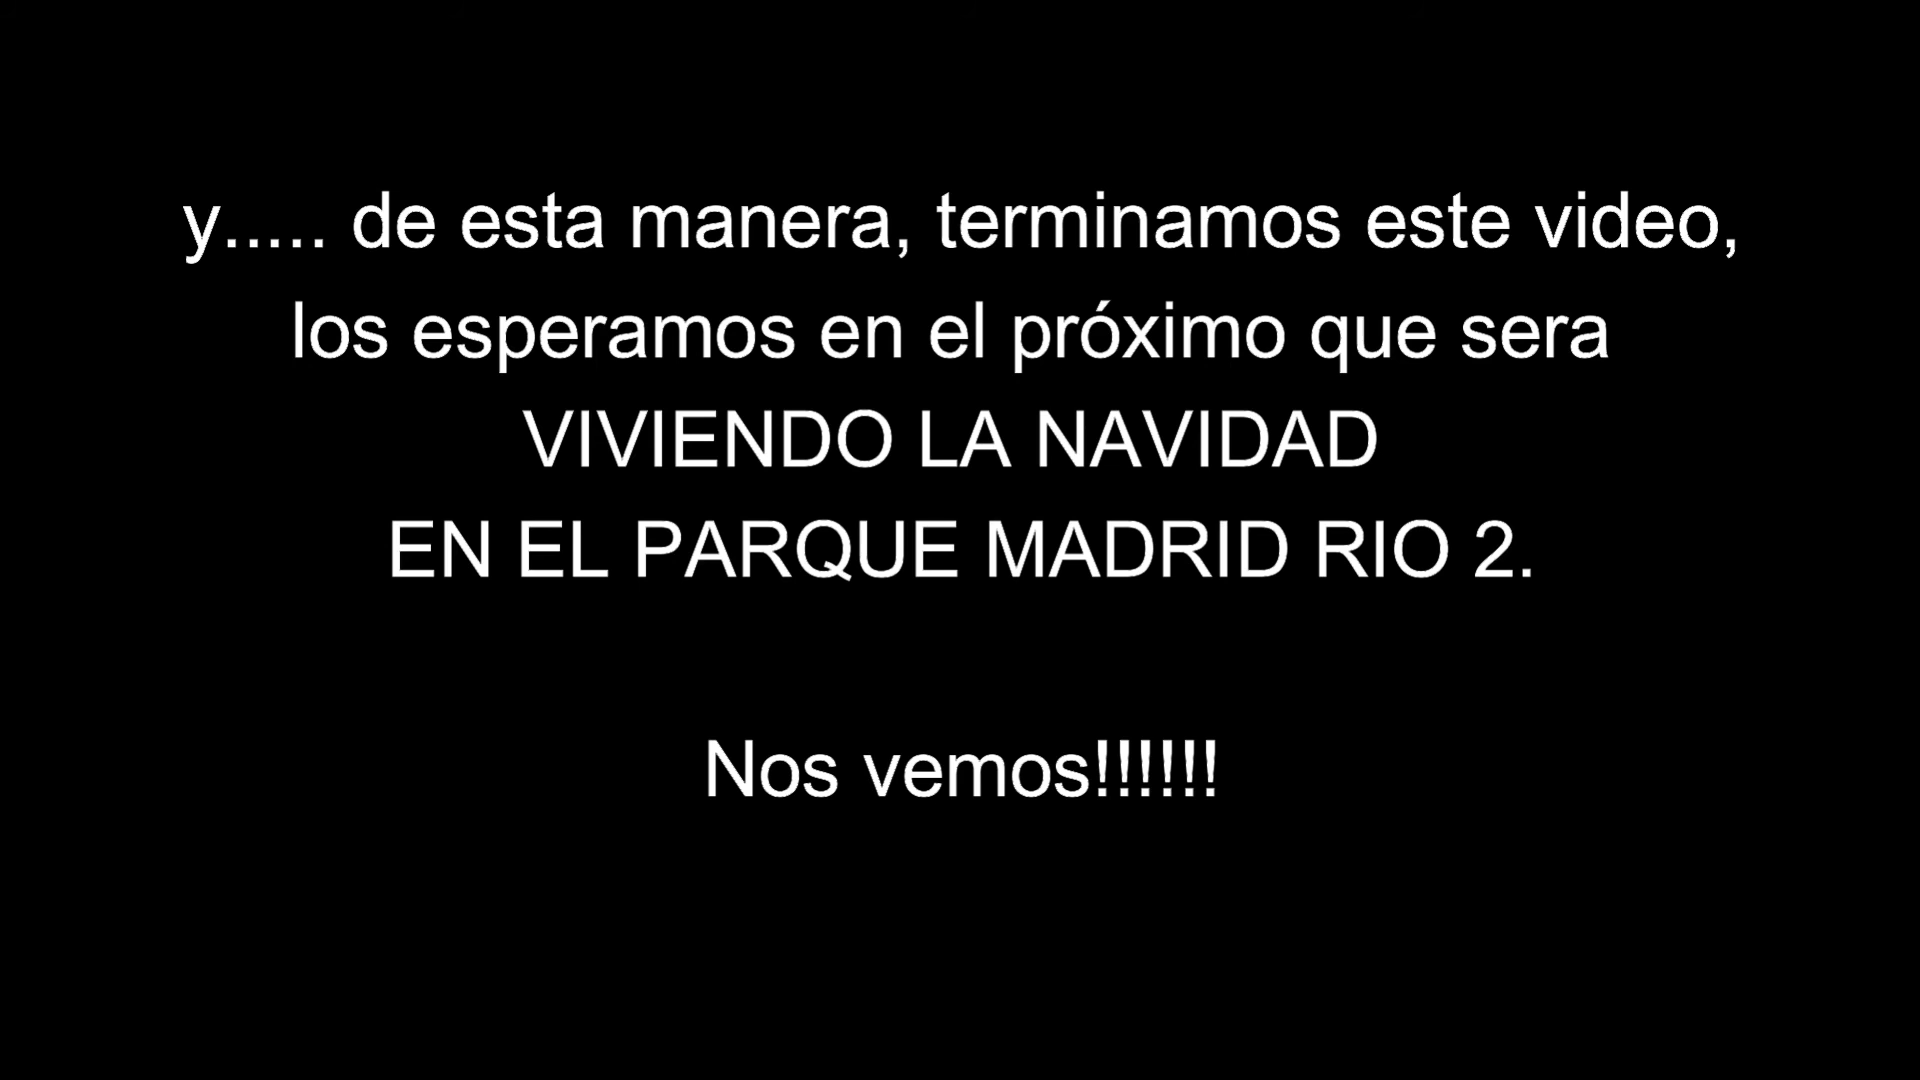 y..... de esta manera, terminamos este video,
los esperamos en el próximo que sera
VIVIENDO LA NAVIDAD
EN EL PARQUE MADRID RIO 2.
Nos vemos!!!!!!